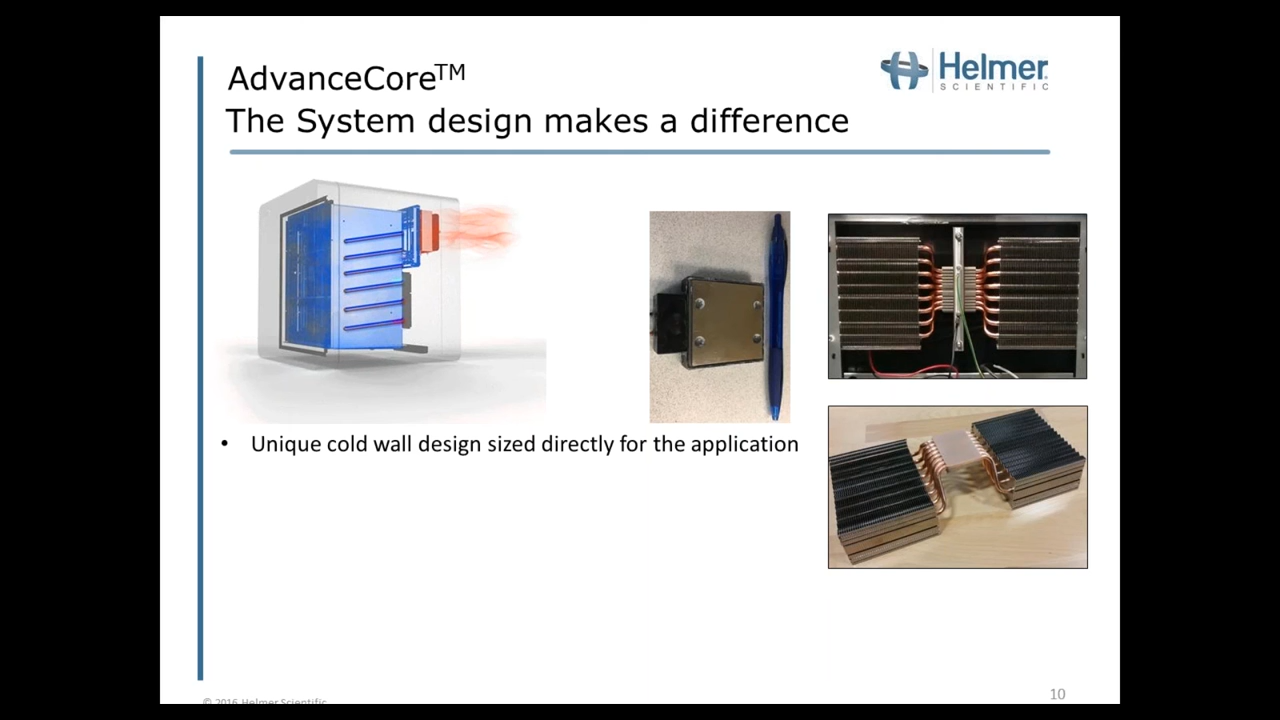 AdvanceCore™
The System design makes a difference
Helmer
SCIENTIFIC
• Unique cold wall design sized directly for the application
© 2016 Helmer Scientific
10